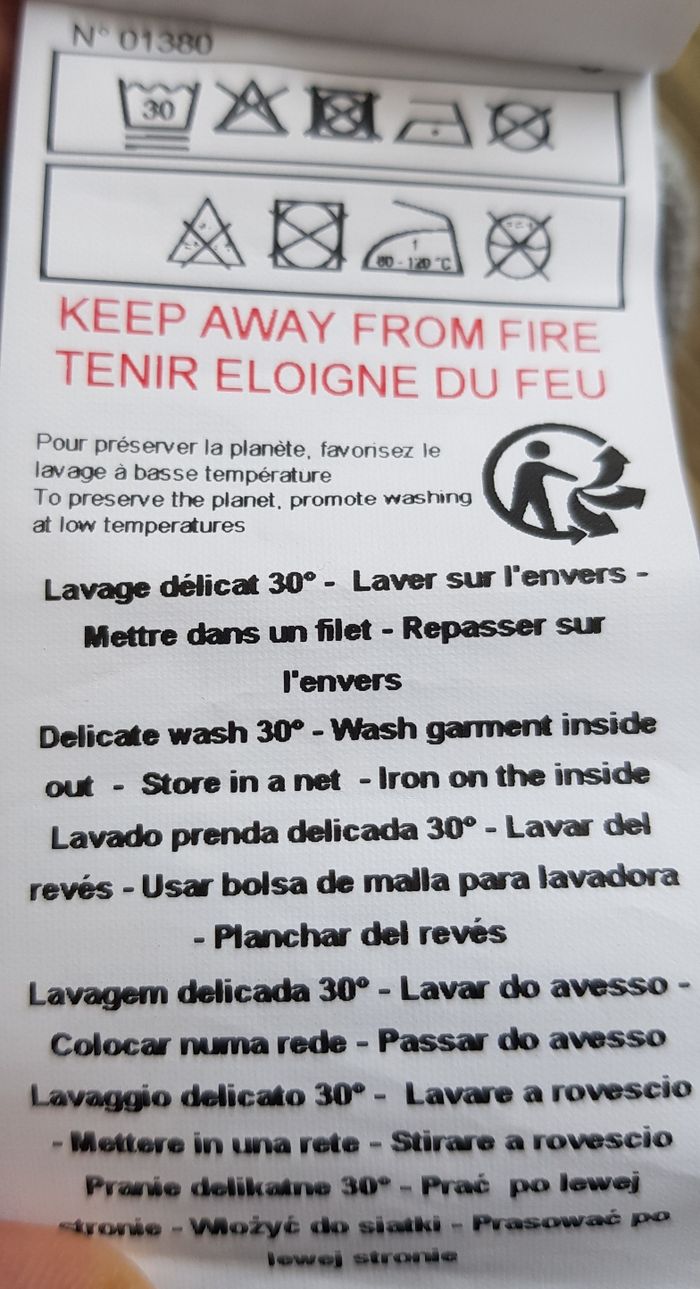 N° 01380
30
80 - 120 °C
KEEP AWAY FROM FIRE
TENIR ELOIGNE DU FEU
Pour préserver la planète, favorisez le
lavage à basse température
To preserve the planet, promote washing
at low temperatures
Lavage délicat 30° - Laver sur l'envers -
Mettre dans un filet - Repasser sur
l'envers
Delicate wash 30° - Wash garment inside
out - Store in a net - Iron on the inside
Lavado prenda delicada 30° - Lavar del
revés - Usar bolsa de malla para lavadora
- Planchar del revés
Lavagem delicada 30° - Lavar do avesso -
Colocar numa rede - Passar do avesso
Lavaggio delicato 30° - Lavare a rovescio
- Mettere in una rete - Stirare a rovescio
Pranie delikatne 30° - Prać po lewej
stronie - Włożyć do siatki - Prasować po
lewej stronie